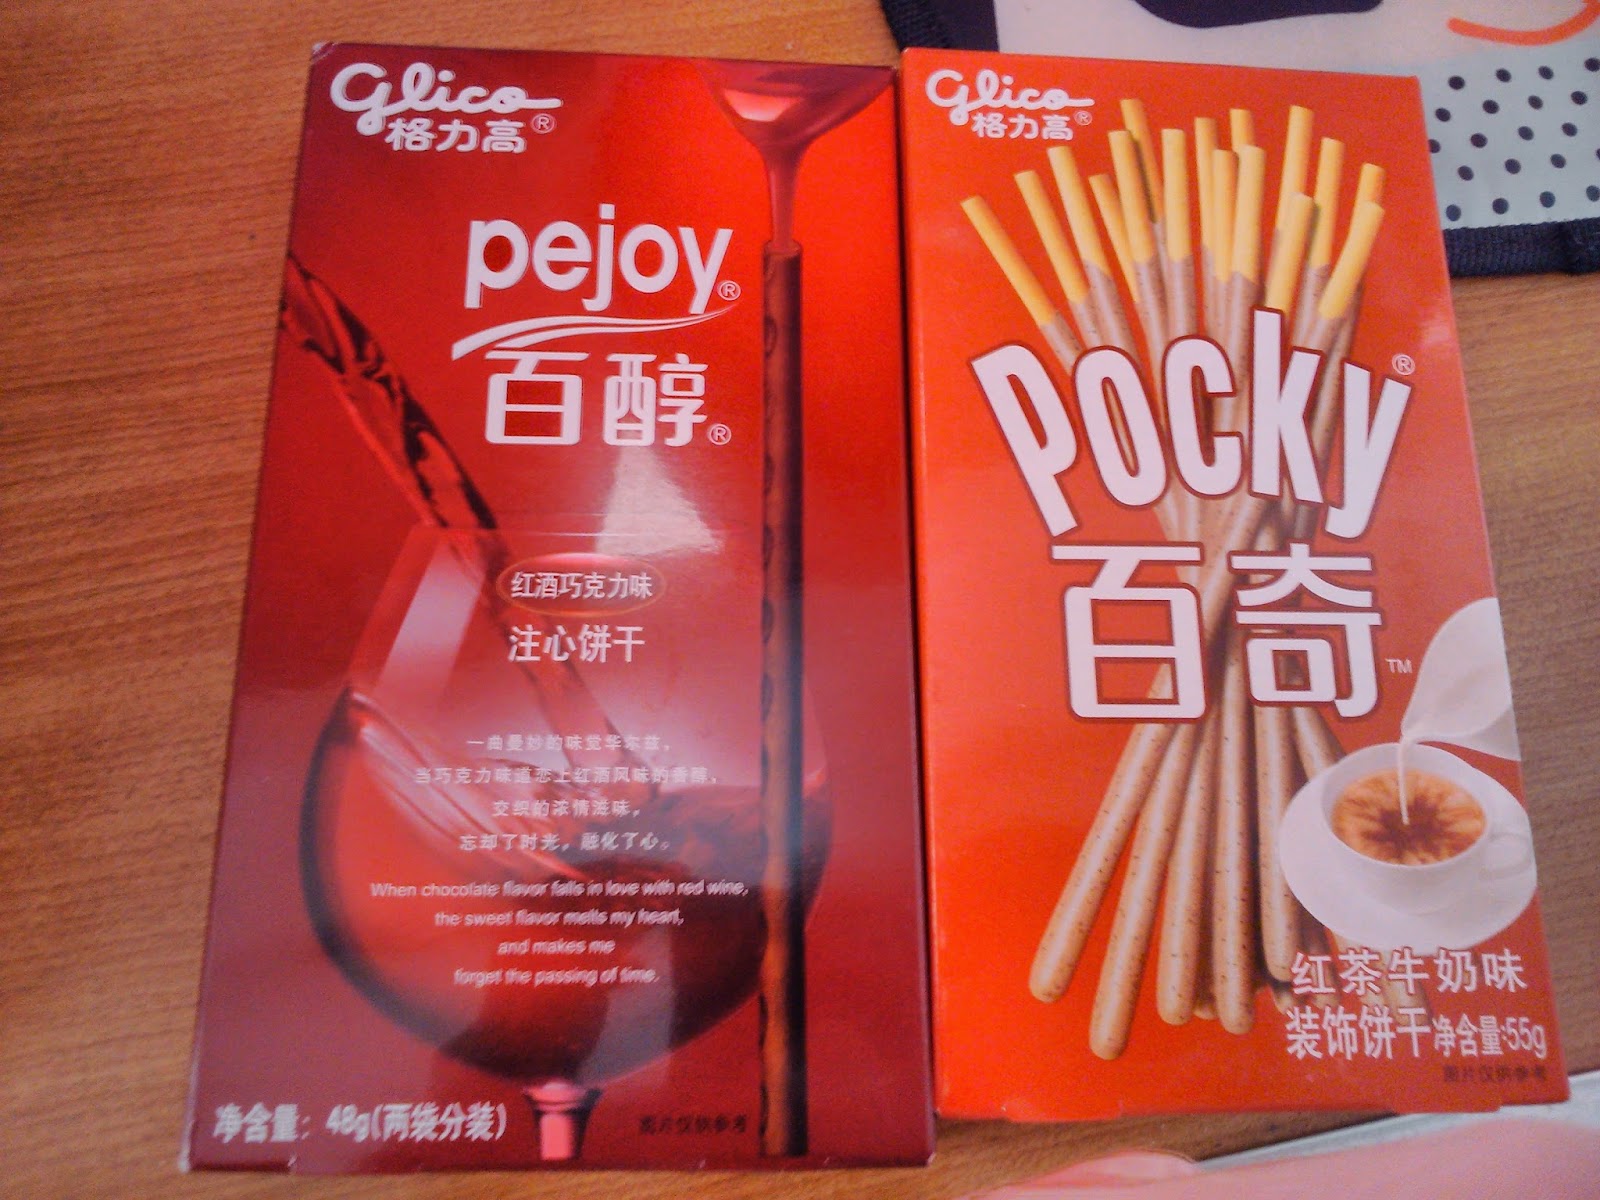 Glico
格力高®
pejoy®
百醇®
红酒巧克力味
注心饼干
一曲曼妙的味觉华尔兹，
当巧克力味道恋上红酒风味的香醇，
交织的浓情滋味，
忘却了时光，融化了心。
When chocolate flavor falls in love with red wine,
the sweet flavor melts my heart,
and makes me
forget the passing of time.
净含量：48g(两袋分装)
图片仅供参考
Glico
格力高®
Pocky®
百奇™
红茶牛奶味
装饰饼干净含量:55g
图片仅供参考